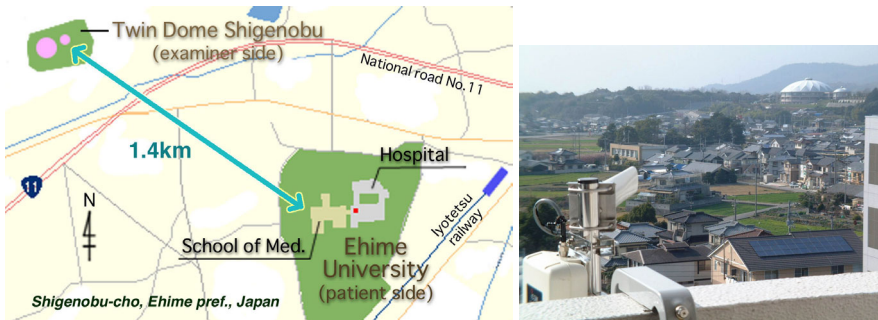 Twin Dome Shigenobu
(examiner side)
National road No.11
1.4km
Hospital
11
N
Iyotetsu
railway
School of Med.
Ehime
University
(patient side)
Shigenobu-cho, Ehime pref., Japan